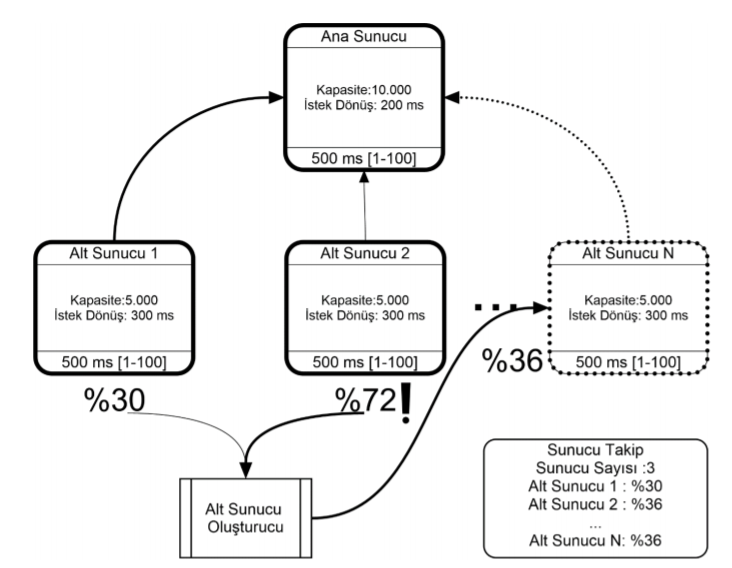 Ana Sunucu
Kapasite:10.000
İstek Dönüş: 200 ms
500 ms [1-100]
Alt Sunucu 1
Kapasite:5.000
İstek Dönüş: 300 ms
500 ms [1-100]
%30
Alt Sunucu 2
Kapasite:5.000
İstek Dönüş: 300 ms
500 ms [1-100]
%72!
...
Alt Sunucu N
Kapasite:5.000
İstek Dönüş: 300 ms
500 ms [1-100]
%36
Alt Sunucu
Oluşturucu
Sunucu Takip
Sunucu Sayısı :3
Alt Sunucu 1 : %30
Alt Sunucu 2 : %36
...
Alt Sunucu N: %36